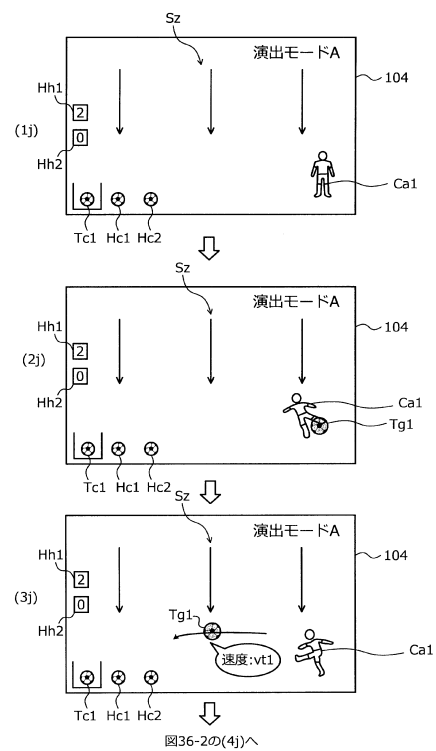 Sz
演出モードA
104
Hh1
2
(1j)
0
Hh2
Ca1
Tc1 Hc1 Hc2
Sz
演出モードA
104
Hh1
2
(2j)
0
Hh2
Ca1
Tg1
Tc1 Hc1 Hc2
Sz
演出モードA
104
Hh1
2
(3j)
0
Hh2
Tg1
速度:vt1
Ca1
Tc1 Hc1 Hc2
図36-2の(4j)へ